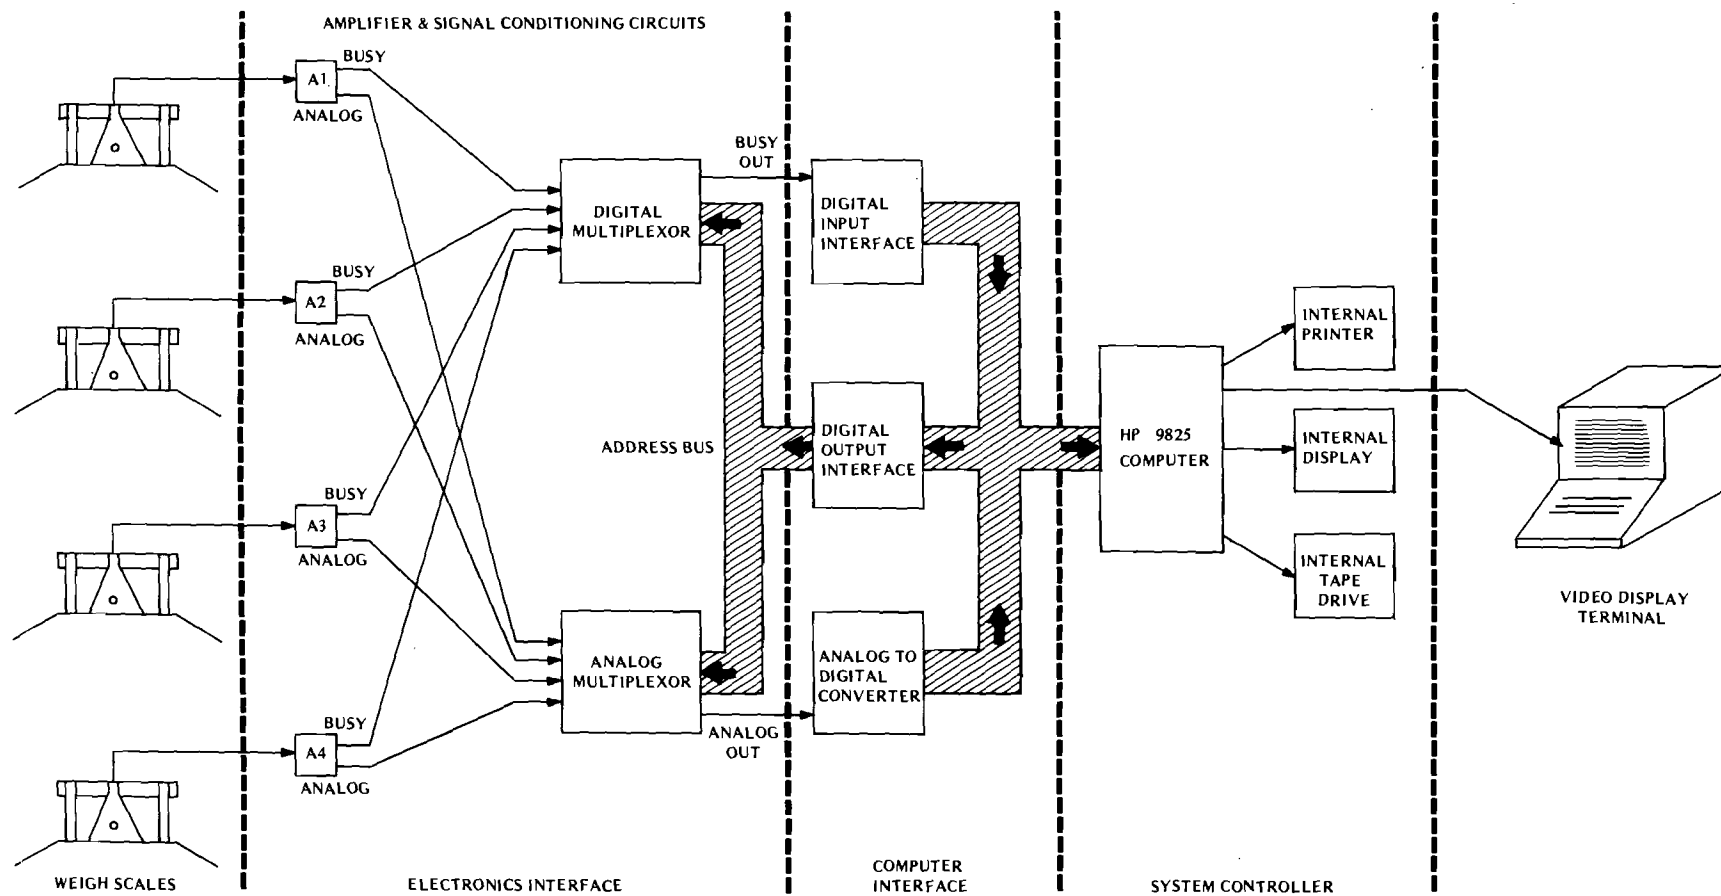 AMPLIFIER & SIGNAL CONDITIONING CIRCUITS
BUSY
A1
ANALOG
BUSY
A2
ANALOG
BUSY
A3
ANALOG
BUSY
A4
ANALOG
DIGITAL
MULTIPLEXOR
ADDRESS BUS
ANALOG
MULTIPLEXOR
BUSY
OUT
ANALOG
OUT
DIGITAL
INPUT
INTERFACE
DIGITAL
OUTPUT
INTERFACE
ANALOG TO
DIGITAL
CONVERTER
HP 9825
COMPUTER
INTERNAL
PRINTER
INTERNAL
DISPLAY
INTERNAL
TAPE
DRIVE
VIDEO DISPLAY
TERMINAL
WEIGH SCALES
ELECTRONICS INTERFACE
COMPUTER
INTERFACE
SYSTEM CONTROLLER